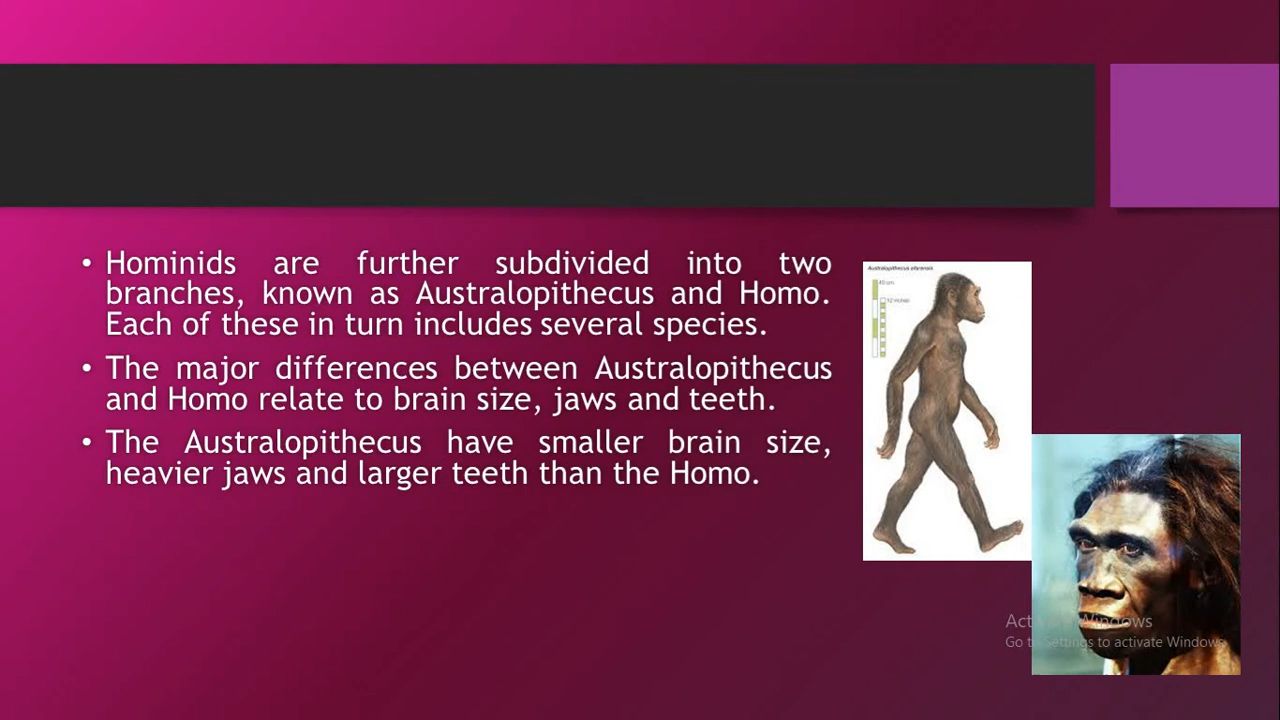 • Hominids are further subdivided into two
branches, known as Australopithecus and Homo.
Each of these in turn includes several species.
• The major differences between Australopithecus
and Homo relate to brain size, jaws and teeth.
• The Australopithecus have smaller brain size,
heavier jaws and larger teeth than the Homo.
Australopithecus afarensis
Activate Windows
Go to Settings to activate Windows.